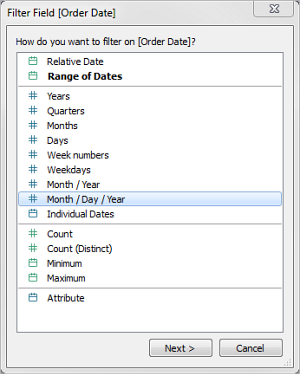 Filter Field [Order Date]
How do you want to filter on [Order Date]?
Relative Date
Range of Dates
Years
Quarters
Months
Days
Week numbers
Weekdays
Month / Year
Month / Day / Year
Individual Dates
Count
Count (Distinct)
Minimum
Maximum
Attribute
Next >
Cancel